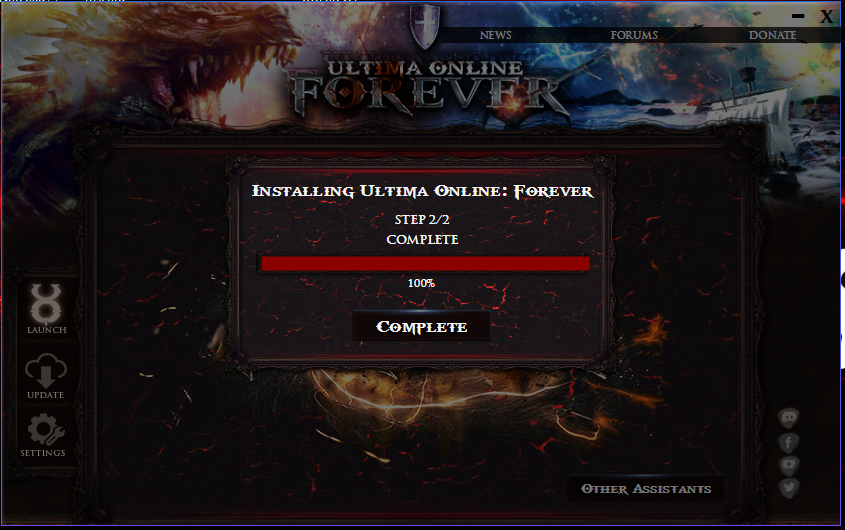 X
NEWS FORUMS DONATE
ULTIMA ONLINE
FOREVER
INSTALLING ULTIMA ONLINE: FOREVER
STEP 2/2
COMPLETE
100%
COMPLETE
LAUNCH
UPDATE
SETTINGS
OTHER ASSISTANTS